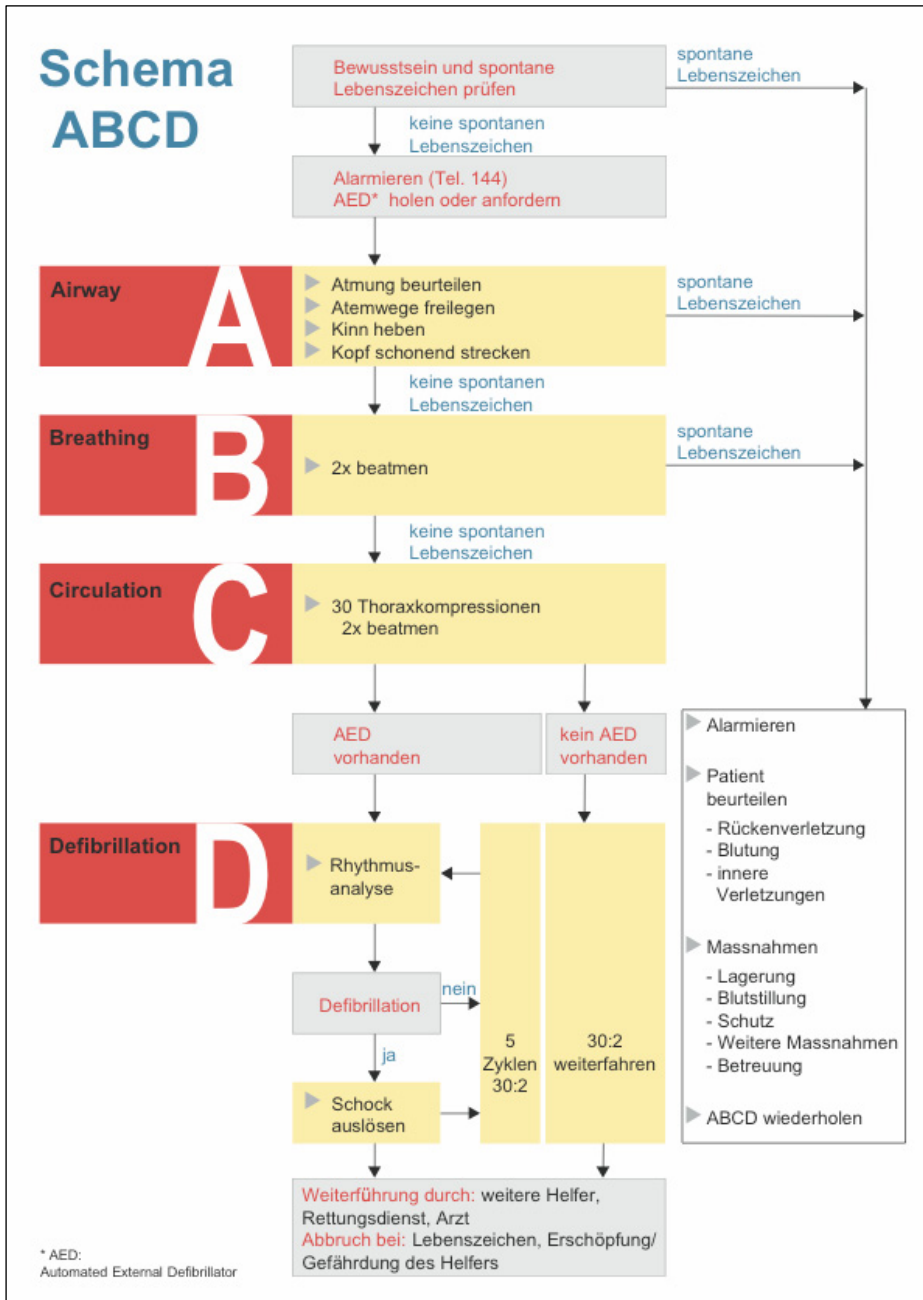 Schema
ABCD
Bewusstsein und spontane
Lebenszeichen prüfen
spontane
Lebenszeichen
keine spontanen
Lebenszeichen
Alarmieren (Tel. 144)
AED* holen oder anfordern
Airway
A
Atmung beurteilen
Atemwege freilegen
Kinn heben
Kopf schonend strecken
spontane
Lebenszeichen
keine spontanen
Lebenszeichen
Breathing
B
2x beatmen
spontane
Lebenszeichen
keine spontanen
Lebenszeichen
Circulation
C
30 Thoraxkompressionen
2x beatmen
AED
vorhanden
kein AED
vorhanden
Defibrillation
D
Rhythmus-
analyse
Defibrillation
nein
ja
Schock
auslösen
5
Zyklen
30:2
30:2
weiterfahren
Alarmieren
Patient
beurteilen
- Rückenverletzung
- Blutung
- innere
Verletzungen
Massnahmen
- Lagerung
- Blutstillung
- Schutz
- Weitere Massnahmen
- Betreuung
ABCD wiederholen
Weiterführung durch: weitere Helfer,
Rettungsdienst, Arzt
Abbruch bei: Lebenszeichen, Erschöpfung/
Gefährdung des Helfers
* AED:
Automated External Defibrillator